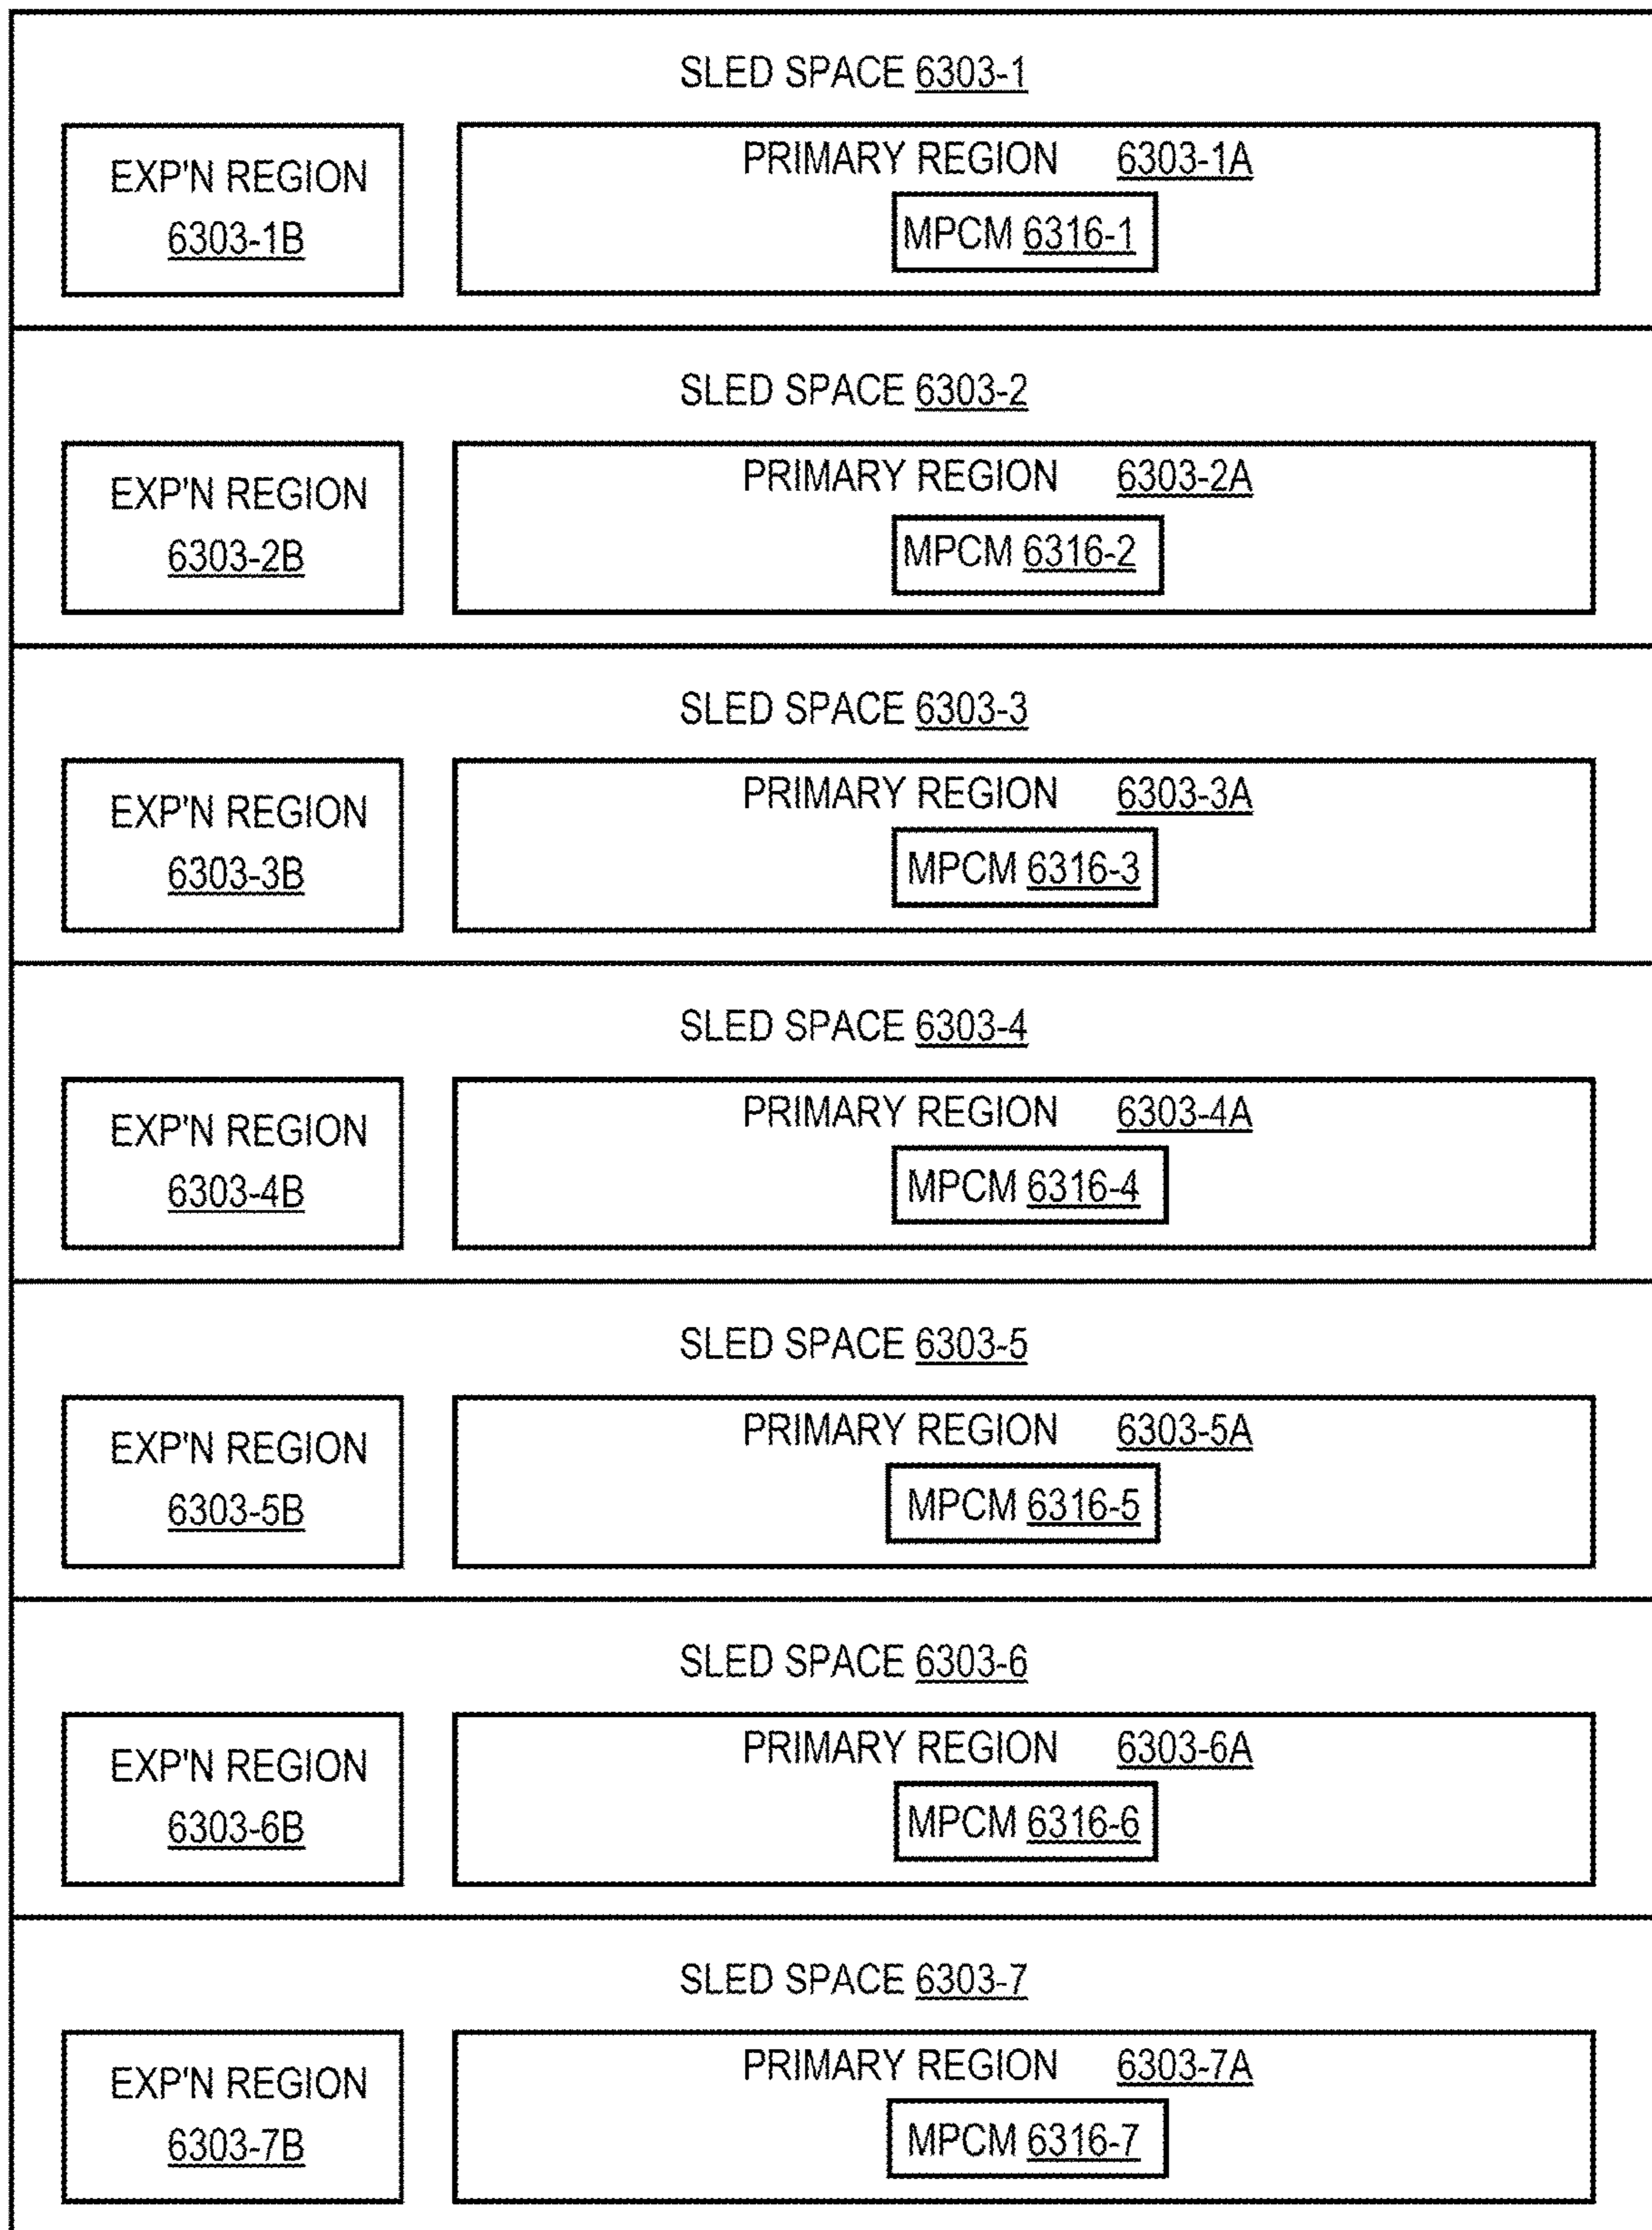 SLED SPACE 6303-1
EXP'N REGION
6303-1B
PRIMARY REGION 6303-1A
MPCM 6316-1
SLED SPACE 6303-2
EXP'N REGION
6303-2B
PRIMARY REGION 6303-2A
MPCM 6316-2
SLED SPACE 6303-3
EXP'N REGION
6303-3B
PRIMARY REGION 6303-3A
MPCM 6316-3
SLED SPACE 6303-4
EXP'N REGION
6303-4B
PRIMARY REGION 6303-4A
MPCM 6316-4
SLED SPACE 6303-5
EXP'N REGION
6303-5B
PRIMARY REGION 6303-5A
MPCM 6316-5
SLED SPACE 6303-6
EXP'N REGION
6303-6B
PRIMARY REGION 6303-6A
MPCM 6316-6
SLED SPACE 6303-7
EXP'N REGION
6303-7B
PRIMARY REGION 6303-7A
MPCM 6316-7